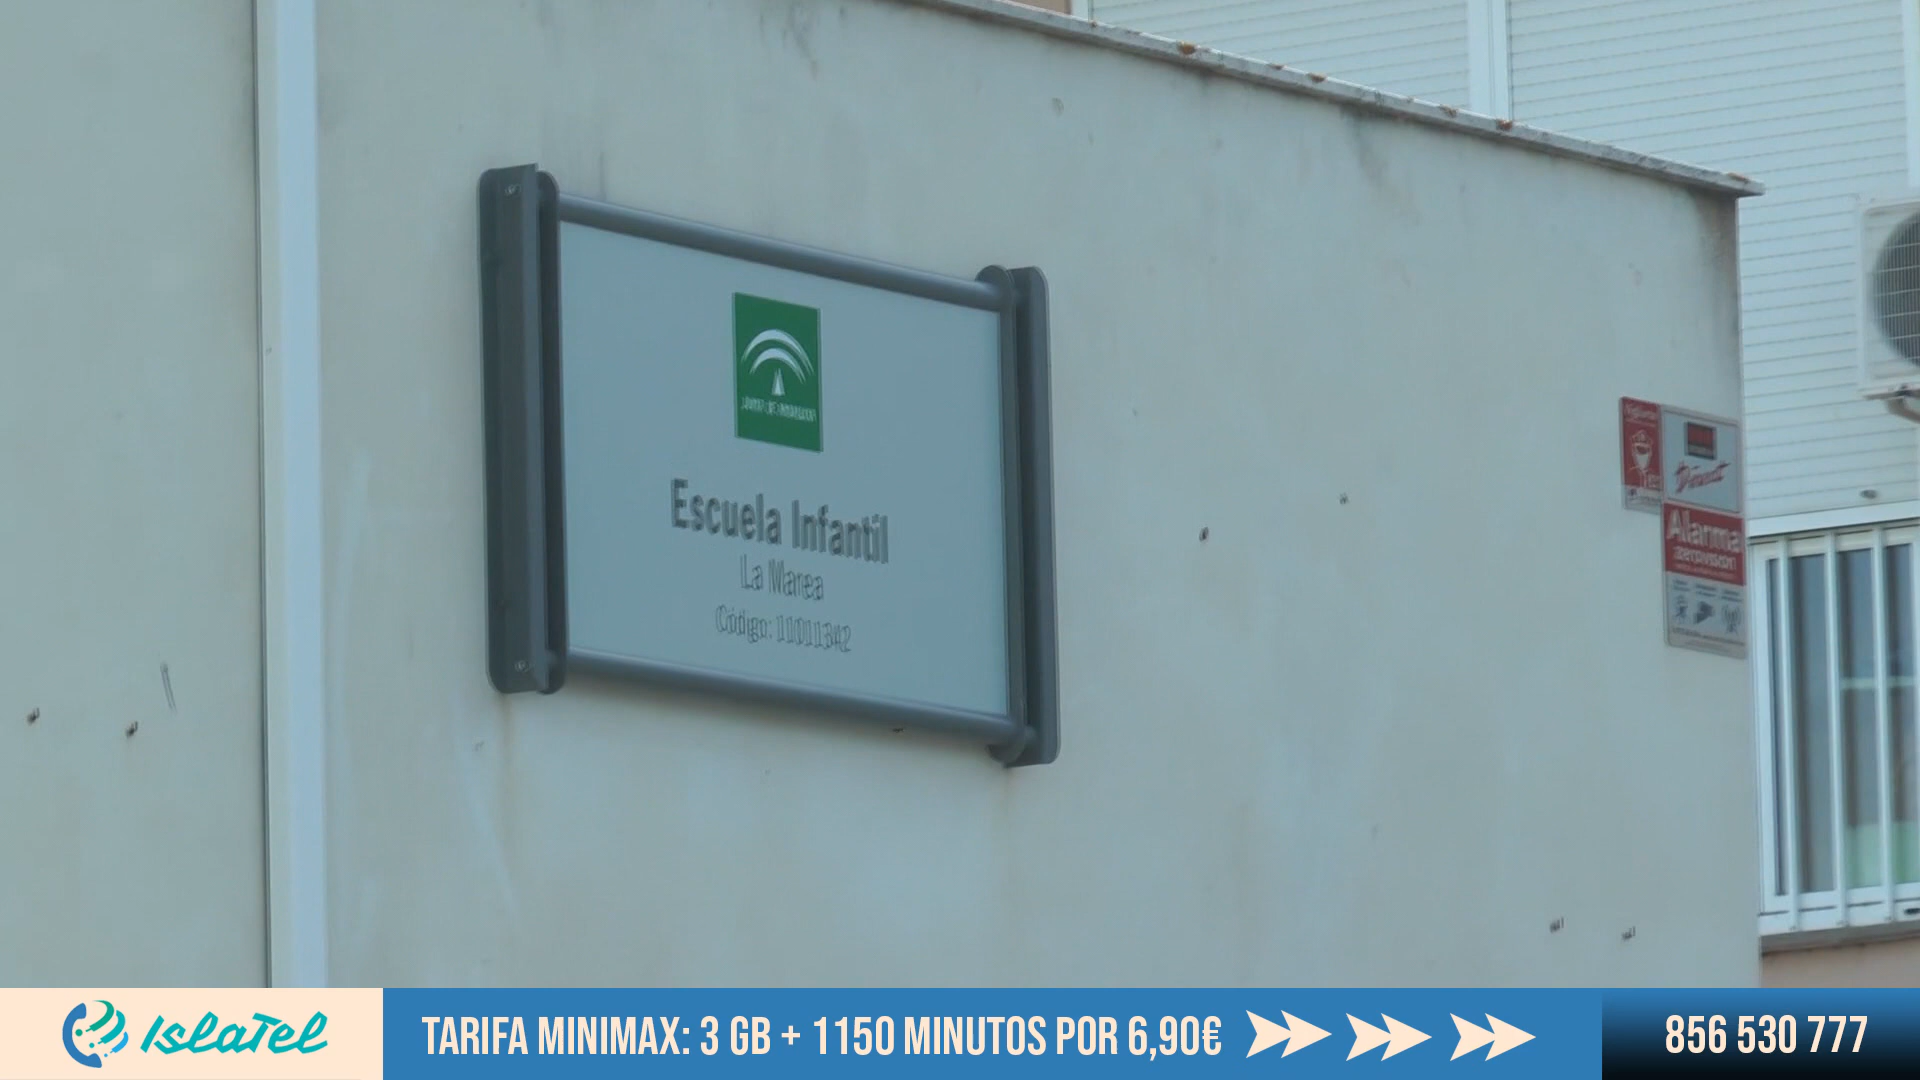 Escuela Infantil
La Marea
Código: 11011342
Alarma
IslaTel
TARIFA MINIMAX: 3 GB + 1150 MINUTOS POR 6,90€
856 530 777